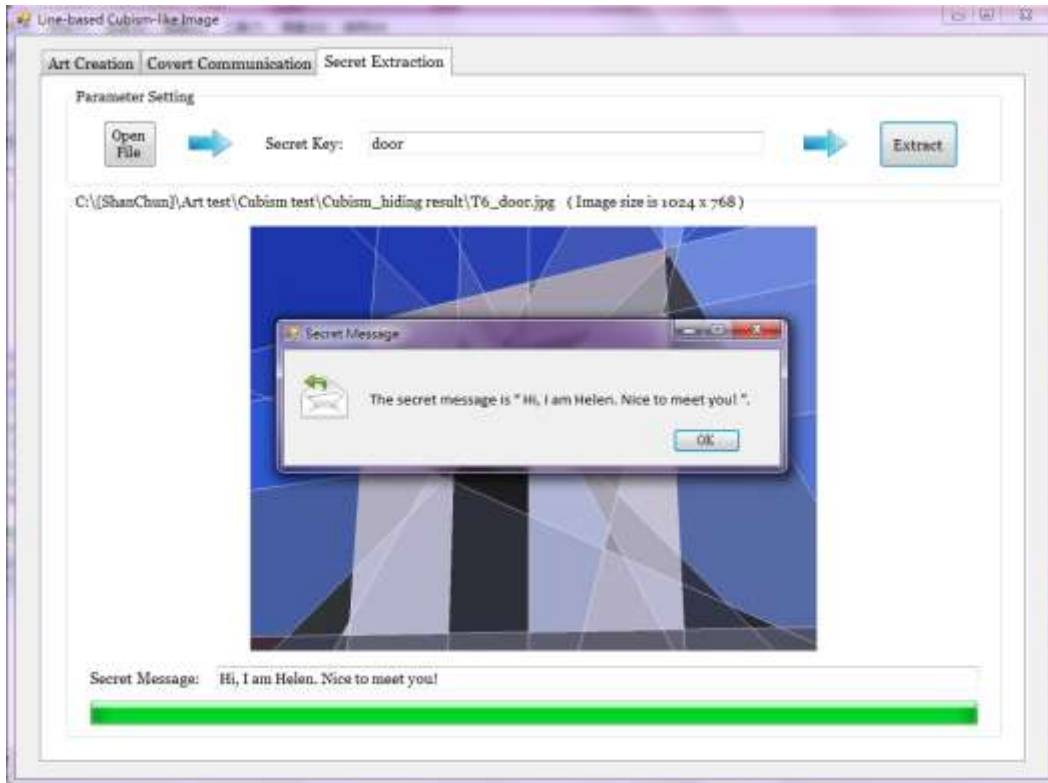 Line-based Cubism-like Image
Art Creation Covert Communication Secret Extraction
Parameter Setting
Open File
Secret Key: door
Extract
C:\[ShanChun]\Art test\Cubism test\Cubism_hiding result\T6_door.jpg ( Image size is 1024 x 768 )
Secret Message
The secret message is " Hi, I am Helen. Nice to meet you! ".
OK
Secret Message: Hi, I am Helen. Nice to meet you!